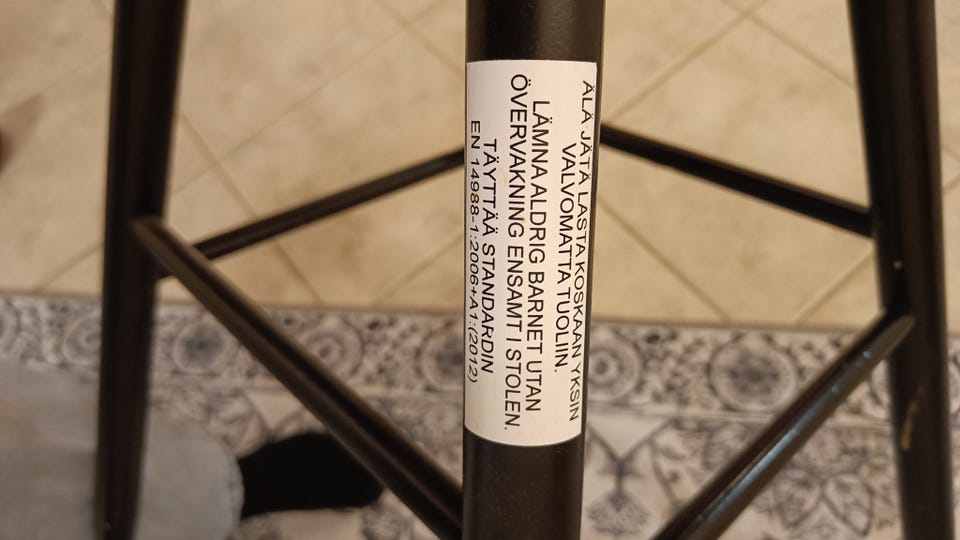 ÄLÄ JÄTÄ LASTA KOSKAAN YKSIN
VALVOMATTA TUOLIIN.
LÄMNA ALDRIG BARNET UTAN
ÖVERVAKNING ENSAMT I STOLEN.
TÄYTTÄÄ STANDARDIN
EN 14988-1:2006+A1:(2012)